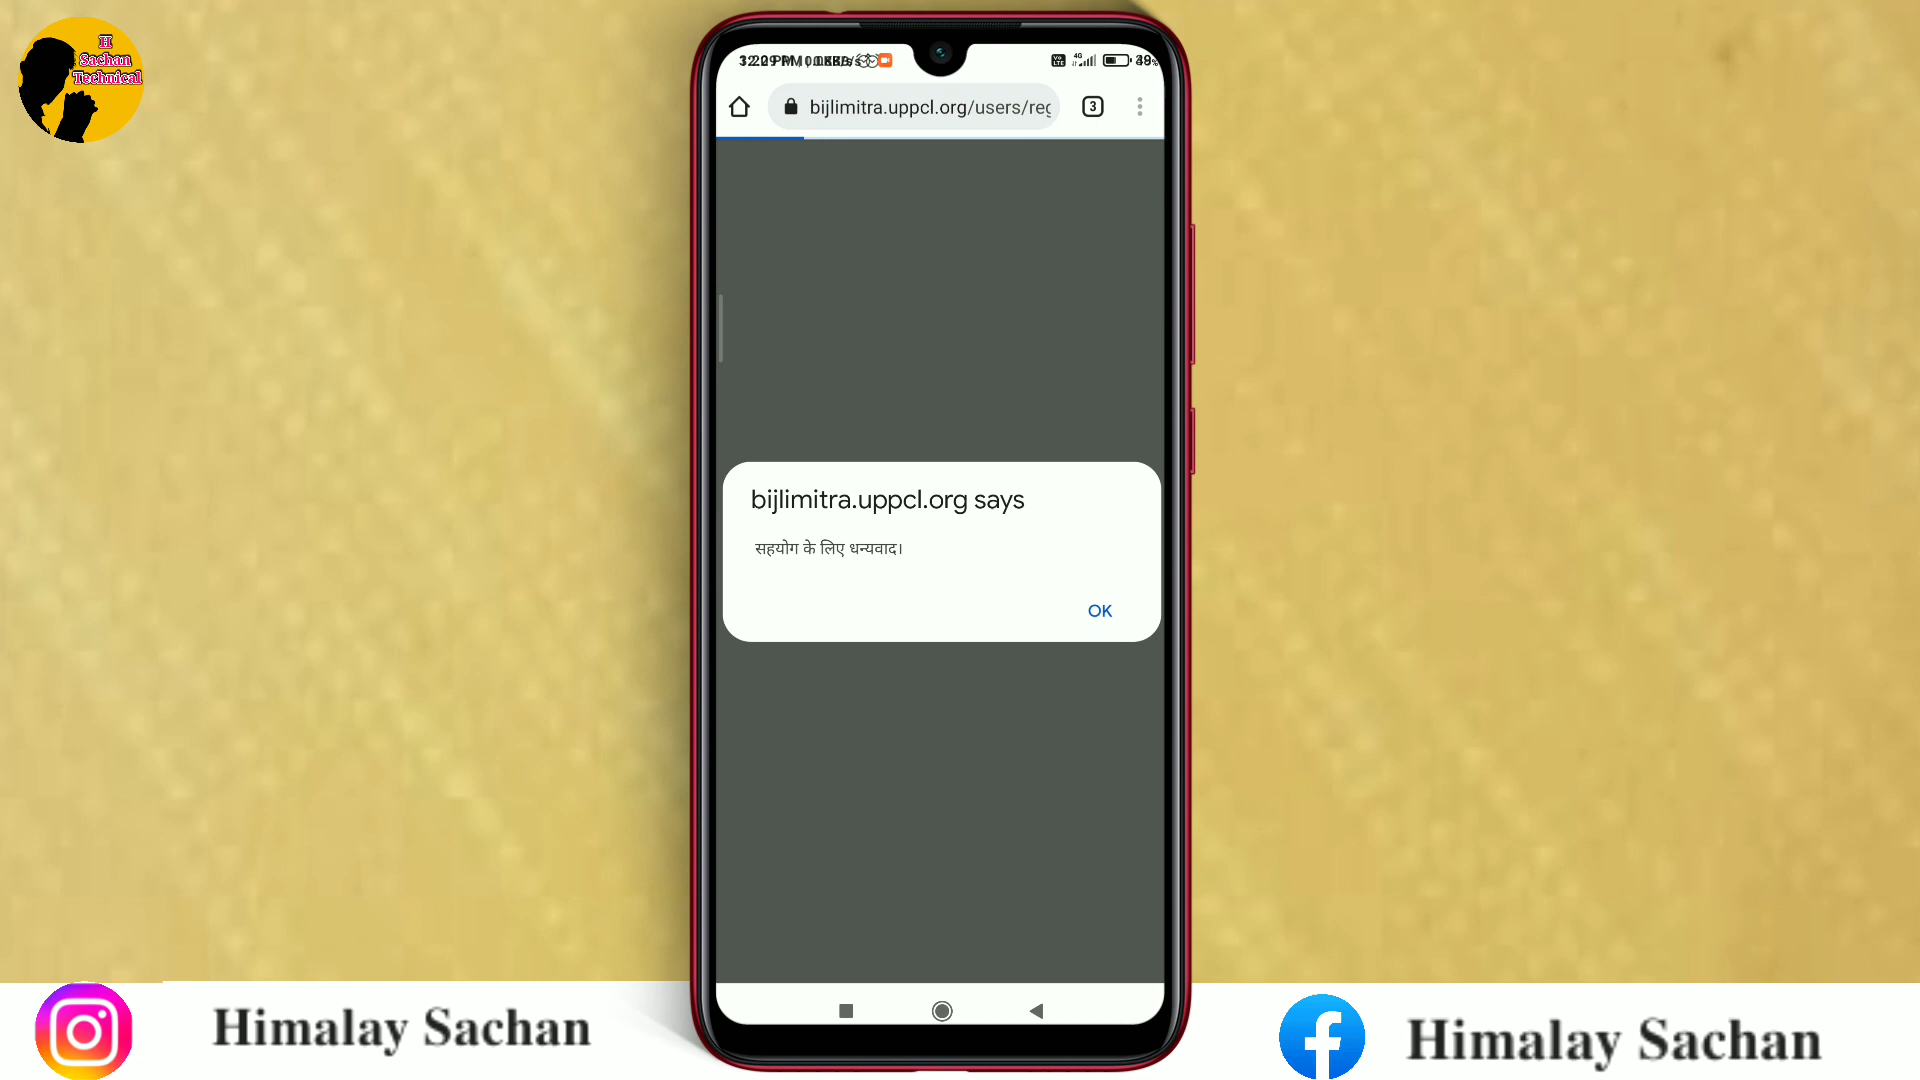 H
Sachan
Technical
bijlimitra.uppcl.org/users/reg
3
bijlimitra.uppcl.org says
सहयोग के लिए धन्यवाद।
OK
Himalay Sachan
Himalay Sachan